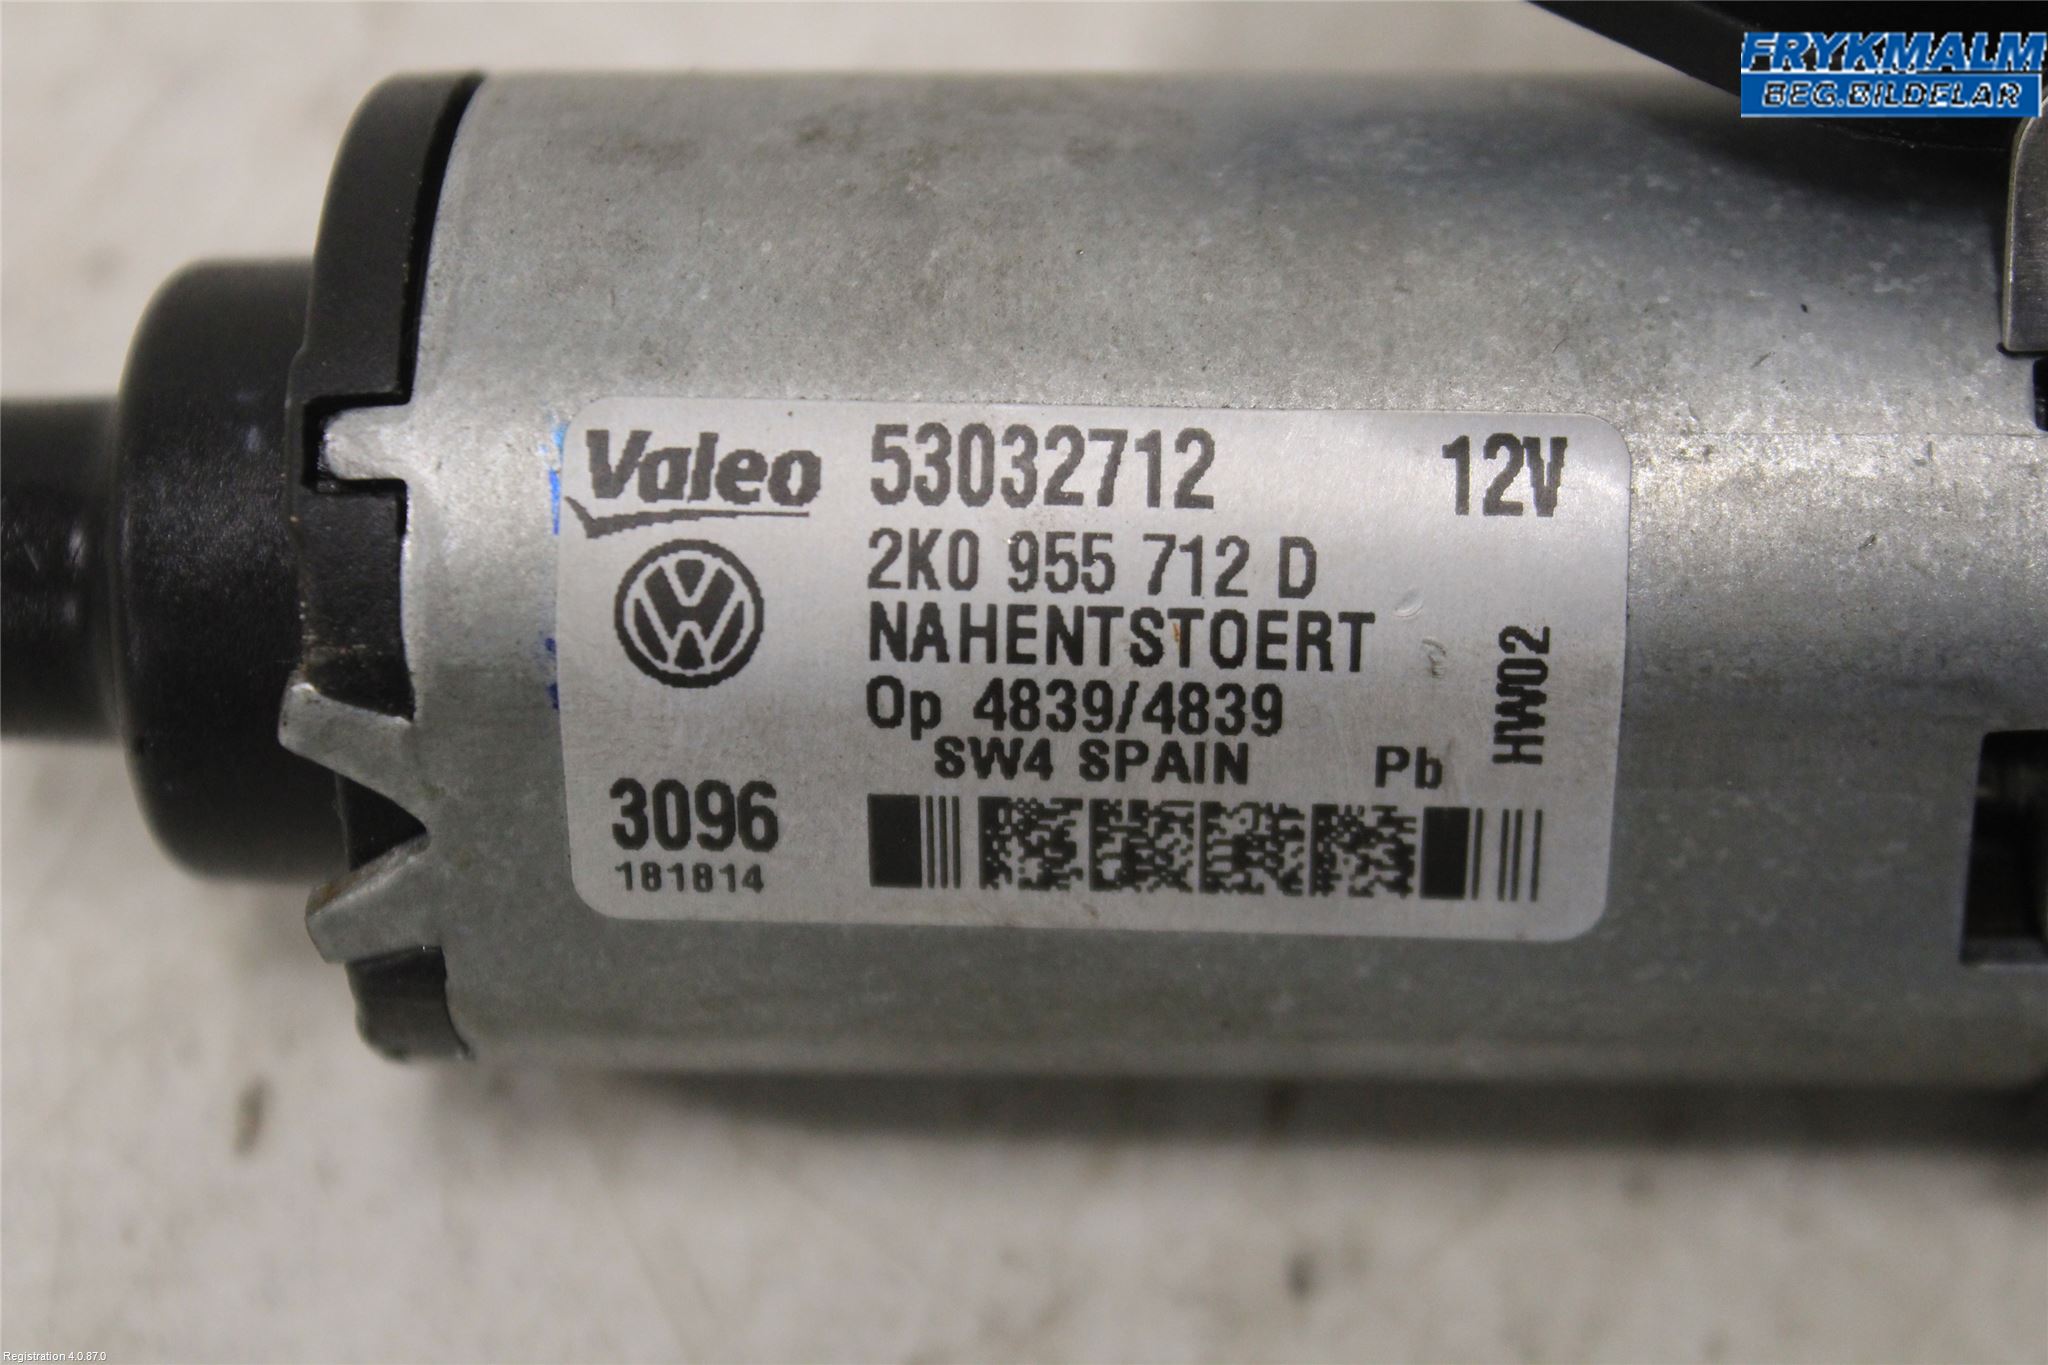 FRYKMALM
BEG.BILDELAR
Valeo 53032712 12V
2K0 955 712 D
NAHENTSTOERT
Op 4839/4839
SW4 SPAIN Pb
HW02
3096
181814
Registration 4.0.87.0